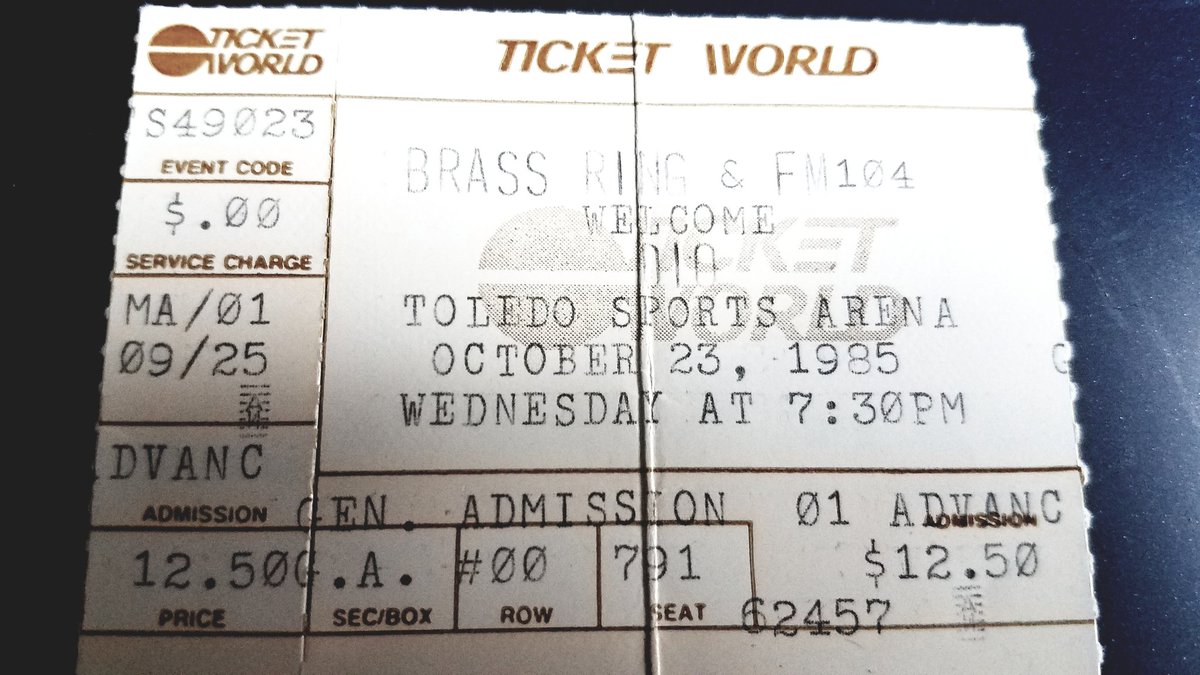 TICKET WORLD
TICKET WORLD
S49023
EVENT CODE
$.00
SERVICE CHARGE
MA/01
09/25
DVANC
ADMISSION
12.50
PRICE
BRASS RING & FM104
WELCOME
TICKET WORLD
TOLEDO SPORTS ARENA
OCTOBER 23, 1985
WEDNESDAY AT 7:30PM
GEN. ADMISSION 01 ADVANC
ADMISSION
G.A. #00 791 $12.50
SEC/BOX ROW SEAT 62457